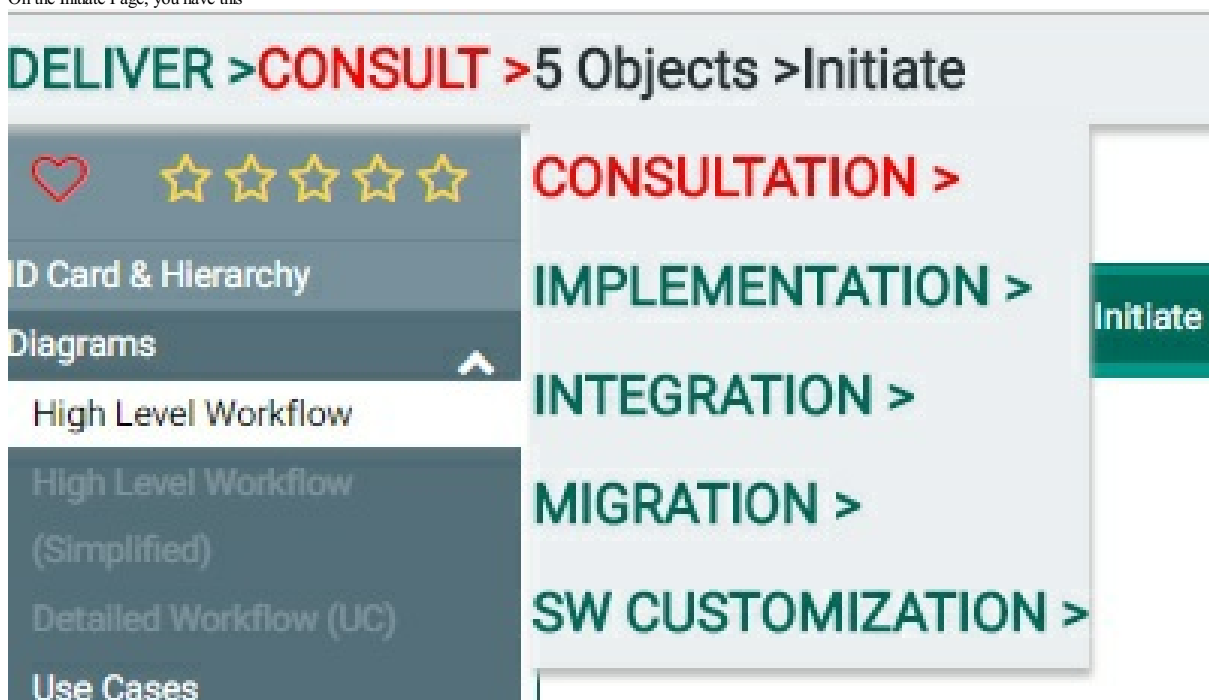 On the Initiate Page, you have this
DELIVER >CONSULT >5 Objects >Initiate
CONSULTATION >
ID Card & Hierarchy
IMPLEMENTATION >
Initiate
Diagrams
High Level Workflow
INTEGRATION >
High Level Workflow
(Simplified)
MIGRATION >
Detailed Workflow (UC)
SW CUSTOMIZATION >
Use Cases